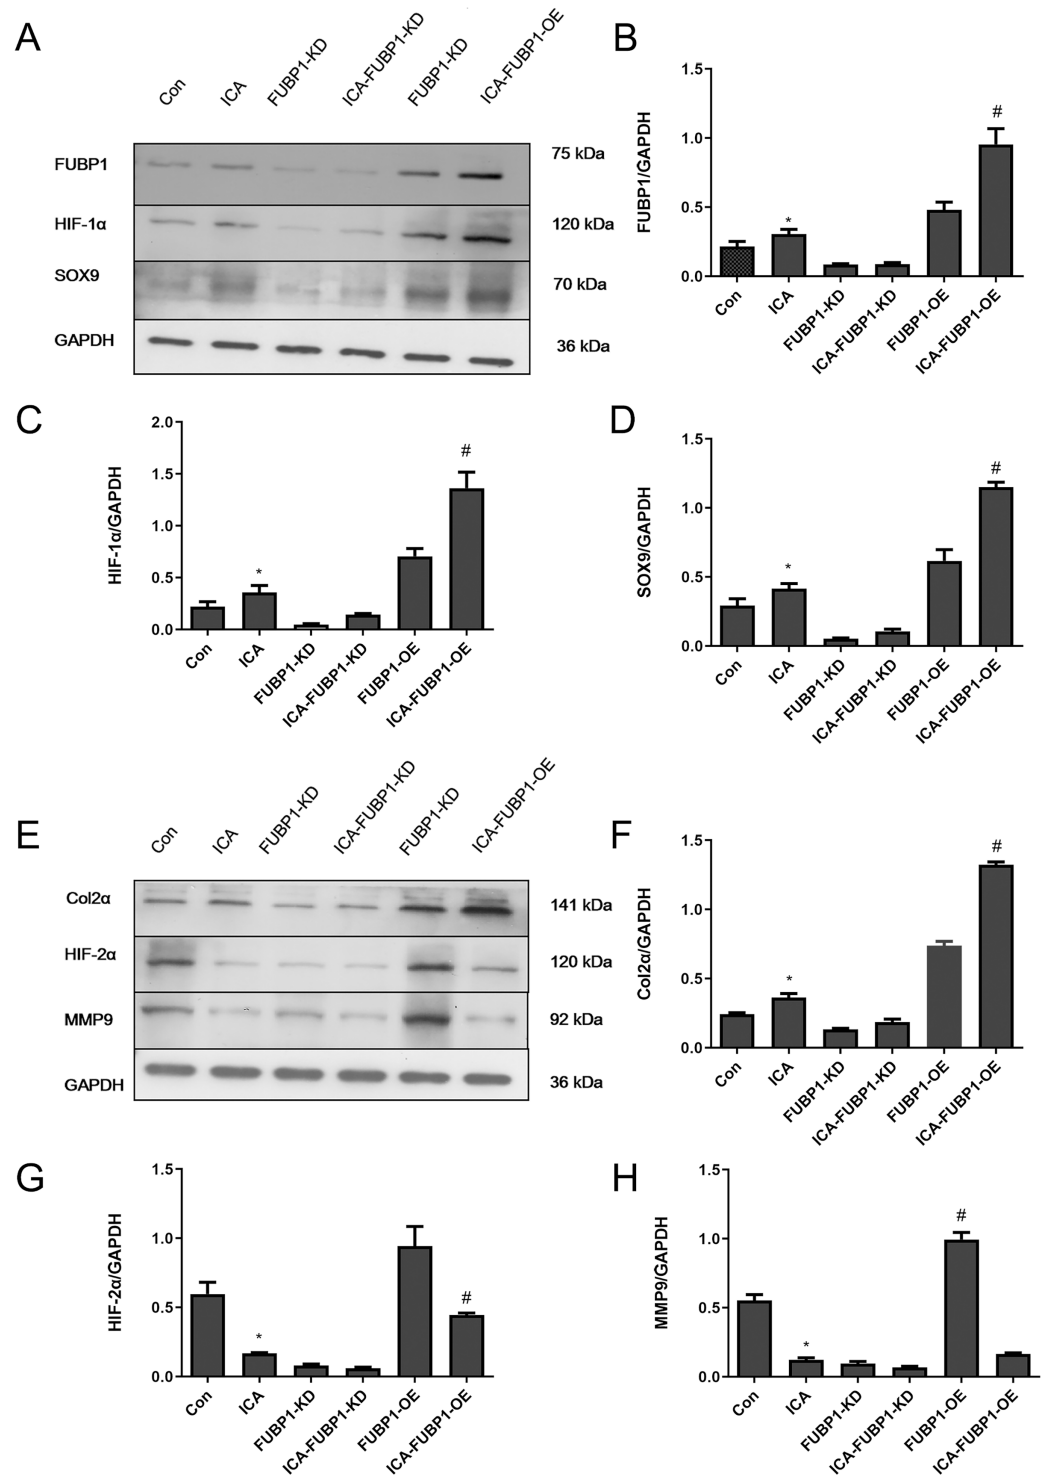 A
Con
ICA
FUBP1-KD
ICA-FUBP1-KD
FUBP1-KD
ICA-FUBP1-OE
FUBP1
75 kDa
HIF-1α
120 kDa
SOX9
70 kDa
GAPDH
36 kDa
B
FUBP1/GAPDH
1.5
1.0
0.5
0.0
*
#
Con
ICA
FUBP1-KD
ICA-FUBP1-KD
FUBP1-OE
ICA-FUBP1-OE
C
HIF-1α/GAPDH
2.0
1.5
1.0
0.5
0.0
*
#
Con
ICA
FUBP1-KD
ICA-FUBP1-KD
FUBP1-OE
ICA-FUBP1-OE
D
SOX9/GAPDH
1.5
1.0
0.5
0.0
*
#
Con
ICA
FUBP1-KD
ICA-FUBP1-KD
FUBP1-OE
ICA-FUBP1-OE
E
Con
ICA
FUBP1-KD
ICA-FUBP1-KD
FUBP1-KD
ICA-FUBP1-OE
Col2α
141 kDa
HIF-2α
120 kDa
MMP9
92 kDa
GAPDH
36 kDa
F
Col2α/GAPDH
1.5
1.0
0.5
0.0
*
#
Con
ICA
FUBP1-KD
ICA-FUBP1-KD
FUBP1-OE
ICA-FUBP1-OE
G
HIF-2α/GAPDH
1.5
1.0
0.5
0.0
*
#
Con
ICA
FUBP1-KD
ICA-FUBP1-KD
FUBP1-OE
ICA-FUBP1-OE
H
MMP9/GAPDH
1.5
1.0
0.5
0.0
*
#
Con
ICA
FUBP1-KD
ICA-FUBP1-KD
FUBP1-OE
ICA-FUBP1-OE